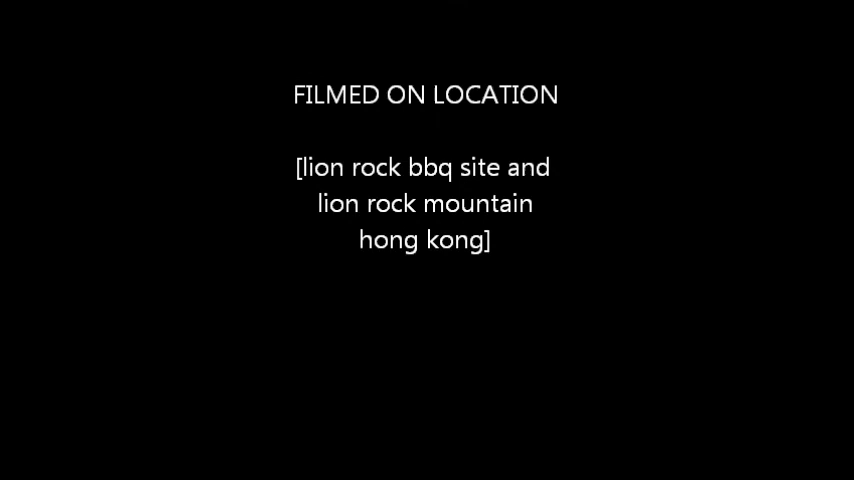 FILMED ON LOCATION
[lion rock bbq site and
lion rock mountain
hong kong]